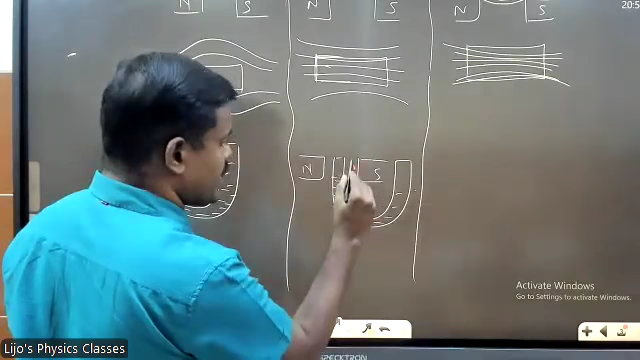 20:5
N S N S N S
N S
Activate Windows
Go to Settings to activate Windows.
Lijo's Physics Classes
SPECKTRON